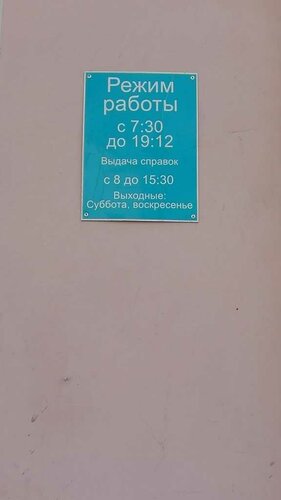 Режим
работы
с 7:30
до 19:12
Выдача справок
с 8 до 15:30
Выходные:
Суббота, воскресенье